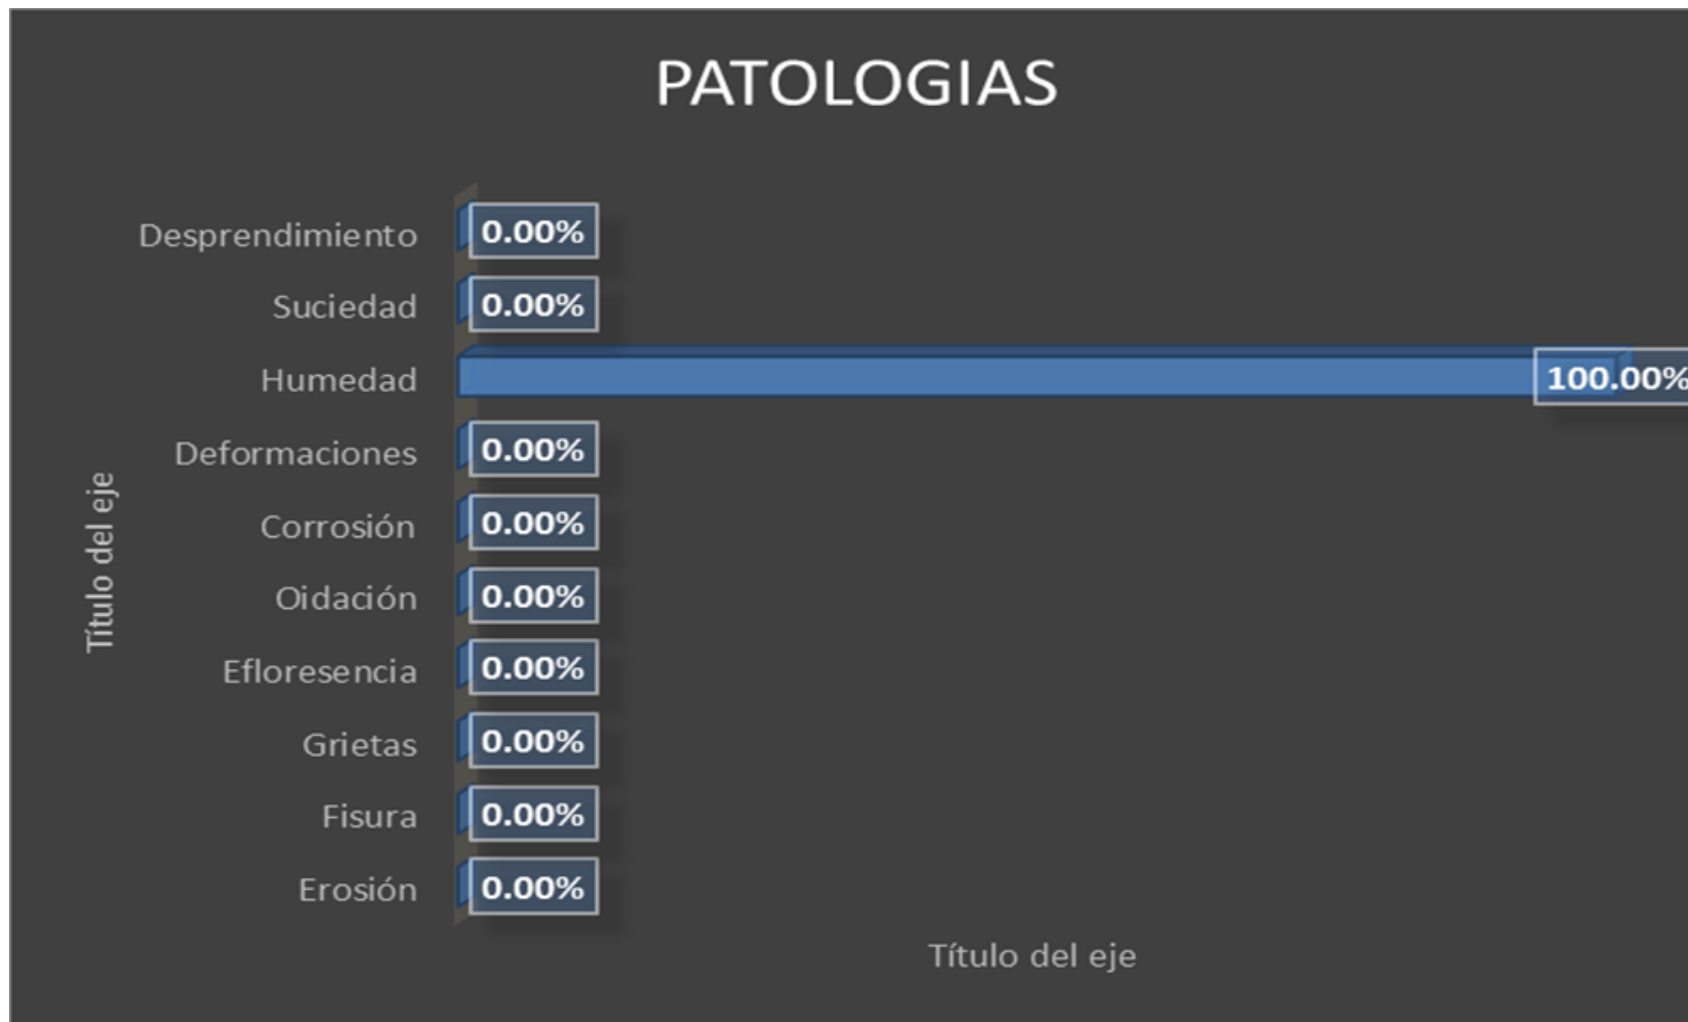 PATOLOGIAS
Desprendimiento 0.00%
Suciedad 0.00%
Humedad 100.00%
Deformaciones 0.00%
Corrosión 0.00%
Oidación 0.00%
Efloresencia 0.00%
Grietas 0.00%
Fisura 0.00%
Erosión 0.00%
Título del eje
Título del eje